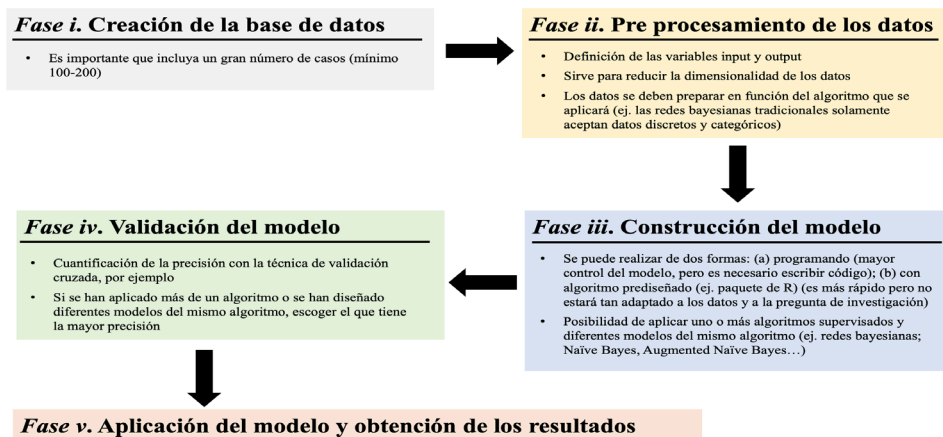 Fase i. Creación de la base de datos
• Es importante que incluya un gran número de casos (mínimo
100-200)
Fase ii. Pre procesamiento de los datos
• Definición de las variables input y output
• Sirve para reducir la dimensionalidad de los datos
• Los datos se deben preparar en función del algoritmo que se
aplicará (ej. las redes bayesianas tradicionales solamente
aceptan datos discretos y categóricos)
Fase iii. Construcción del modelo
• Se puede realizar de dos formas: (a) programando (mayor
control del modelo, pero es necesario escribir código); (b) con
algoritmo prediseñado (ej. paquete de R) (es más rápido pero no
estará tan adaptado a los datos y a la pregunta de investigación)
• Posibilidad de aplicar uno o más algoritmos supervisados y
diferentes modelos del mismo algoritmo (ej. redes bayesianas;
Naïve Bayes, Augmented Naïve Bayes…)
Fase iv. Validación del modelo
• Cuantificación de la precisión con la técnica de validación
cruzada, por ejemplo
• Si se han aplicado más de un algoritmo o se han diseñado
diferentes modelos del mismo algoritmo, escoger el que tiene
la mayor precisión
Fase v. Aplicación del modelo y obtención de los resultados